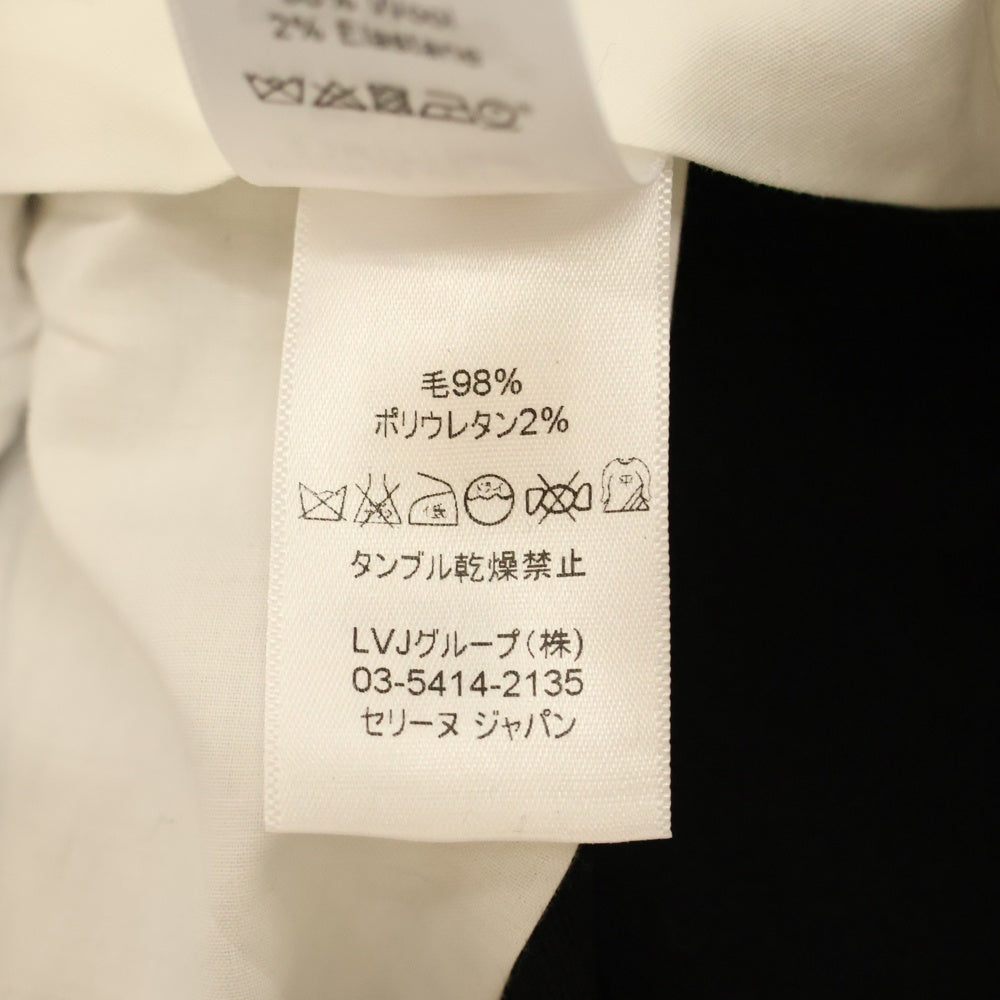 2% Elastane
毛98%
ポリウレタン2%
中
タンブル乾燥禁止
LVJグループ(株)
03-5414-2135
セリーヌ ジャパン